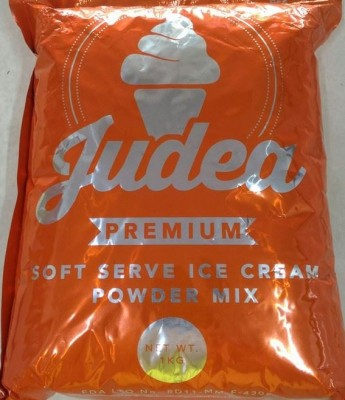 Judea
PREMIUM
SOFT SERVE ICE CREAM
POWDER MIX
NET WT.
1KG